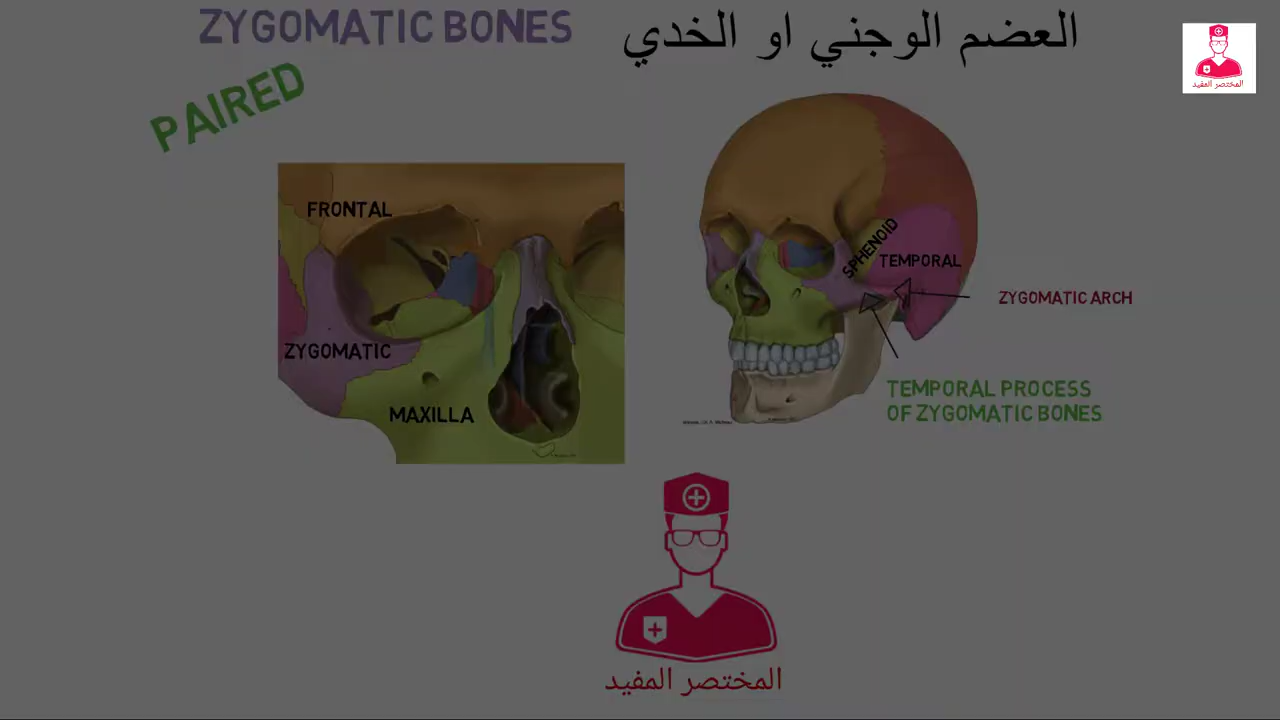 ZYGOMATIC BONES
العضم الوجني او الخدي
المختصر المفيد
PAIRED
FRONTAL
ZYGOMATIC
MAXILLA
SPHENOID
TEMPORAL
ZYGOMATIC ARCH
TEMPORAL PROCESS
OF ZYGOMATIC BONES
المختصر المفيد